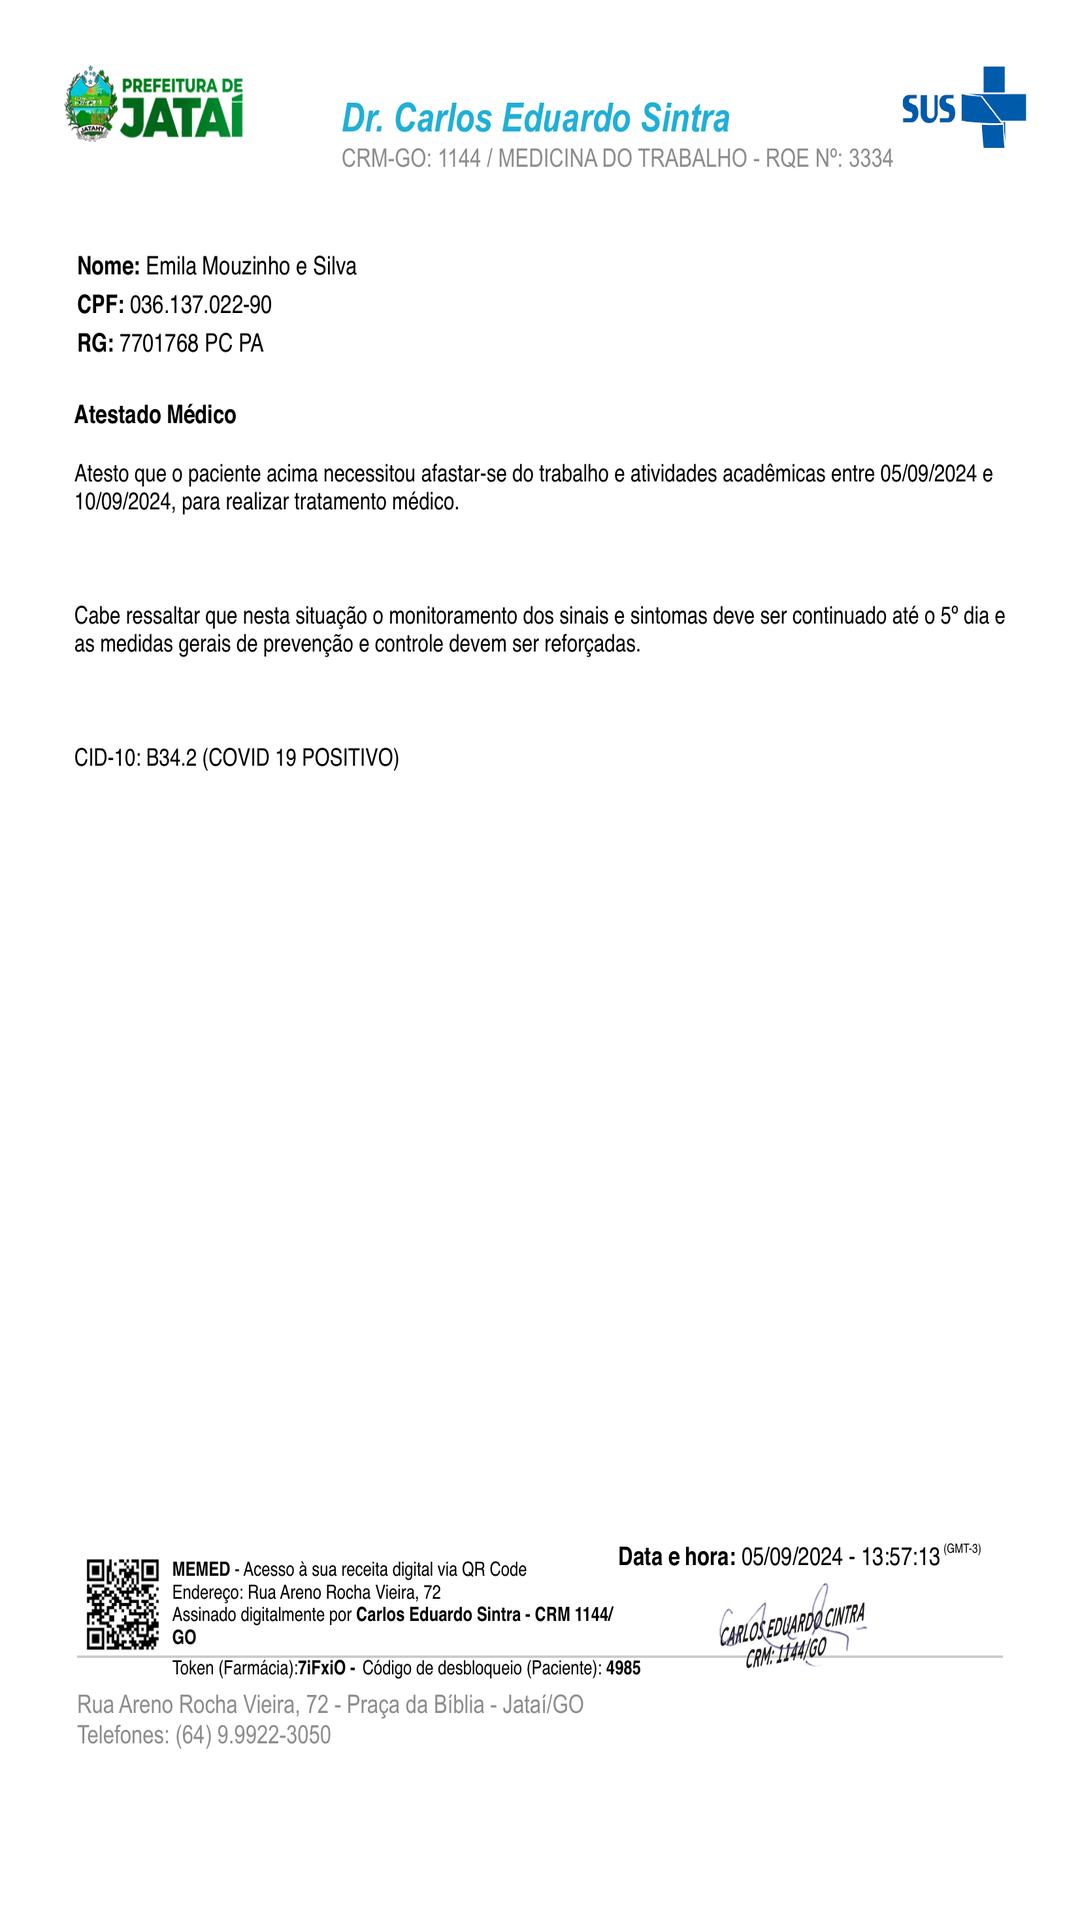 PREFEITURA DE
JATAÍ
JATAHY
Dr. Carlos Eduardo Sintra
CRM-GO: 1144 / MEDICINA DO TRABALHO - RQE Nº: 3334
SUS
Nome: Emila Mouzinho e Silva
CPF: 036.137.022-90
RG: 7701768 PC PA
Atestado Médico
Atesto que o paciente acima necessitou afastar-se do trabalho e atividades acadêmicas entre 05/09/2024 e
10/09/2024, para realizar tratamento médico.
Cabe ressaltar que nesta situação o monitoramento dos sinais e sintomas deve ser continuado até o 5º dia e
as medidas gerais de prevenção e controle devem ser reforçadas.
CID-10: B34.2 (COVID 19 POSITIVO)
Data e hora: 05/09/2024 - 13:57:13 (GMT-3)
MEMED - Acesso à sua receita digital via QR Code
Endereço: Rua Areno Rocha Vieira, 72
Assinado digitalmente por Carlos Eduardo Sintra - CRM 1144/
GO
CARLOS EDUARDO CINTRA
CRM: 1144/GO
Token (Farmácia):7iFxiO - Código de desbloqueio (Paciente): 4985
Rua Areno Rocha Vieira, 72 - Praça da Bíblia - Jataí/GO
Telefones: (64) 9.9922-3050